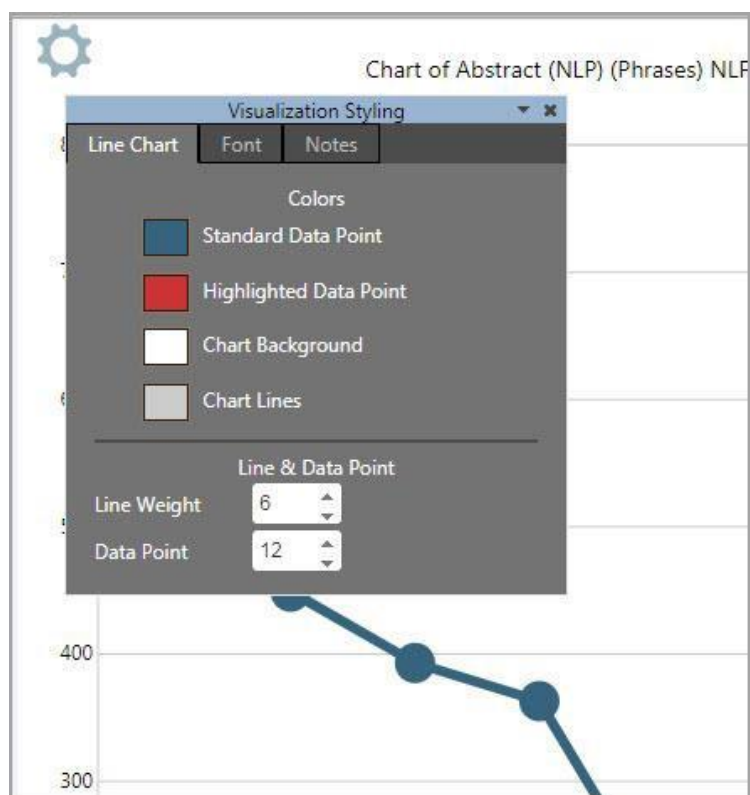 Chart of Abstract (NLP) (Phrases)
Visualization Styling
Line Chart Font Notes
Colors
Standard Data Point
Highlighted Data Point
Chart Background
Chart Lines
Line & Data Point
Line Weight 6
Data Point 12
400
300